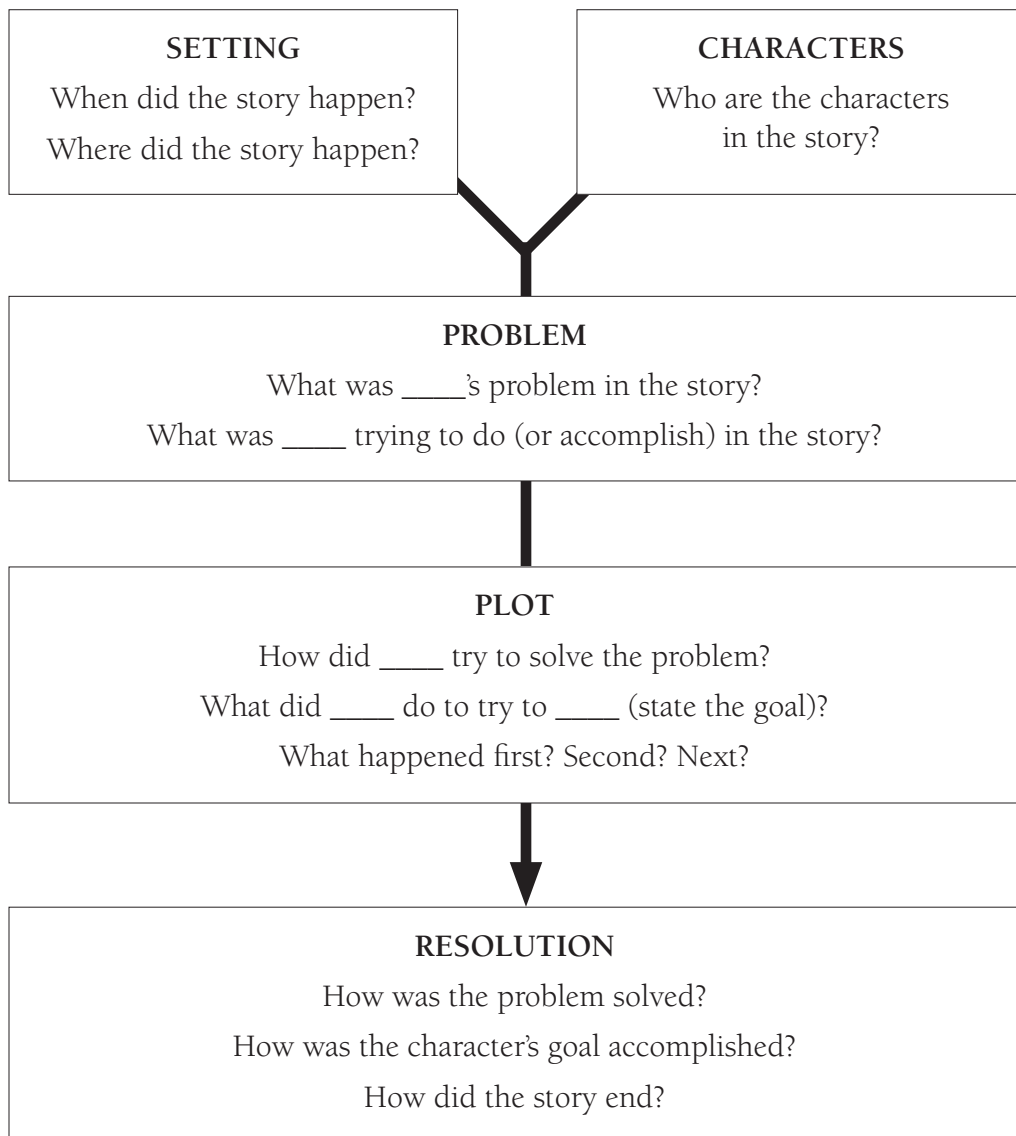 SETTING
When did the story happen?
Where did the story happen?
CHARACTERS
Who are the characters
in the story?
PROBLEM
What was ____’s problem in the story?
What was ____ trying to do (or accomplish) in the story?
PLOT
How did ____ try to solve the problem?
What did ____ do to try to ____ (state the goal)?
What happened first? Second? Next?
RESOLUTION
How was the problem solved?
How was the character’s goal accomplished?
How did the story end?